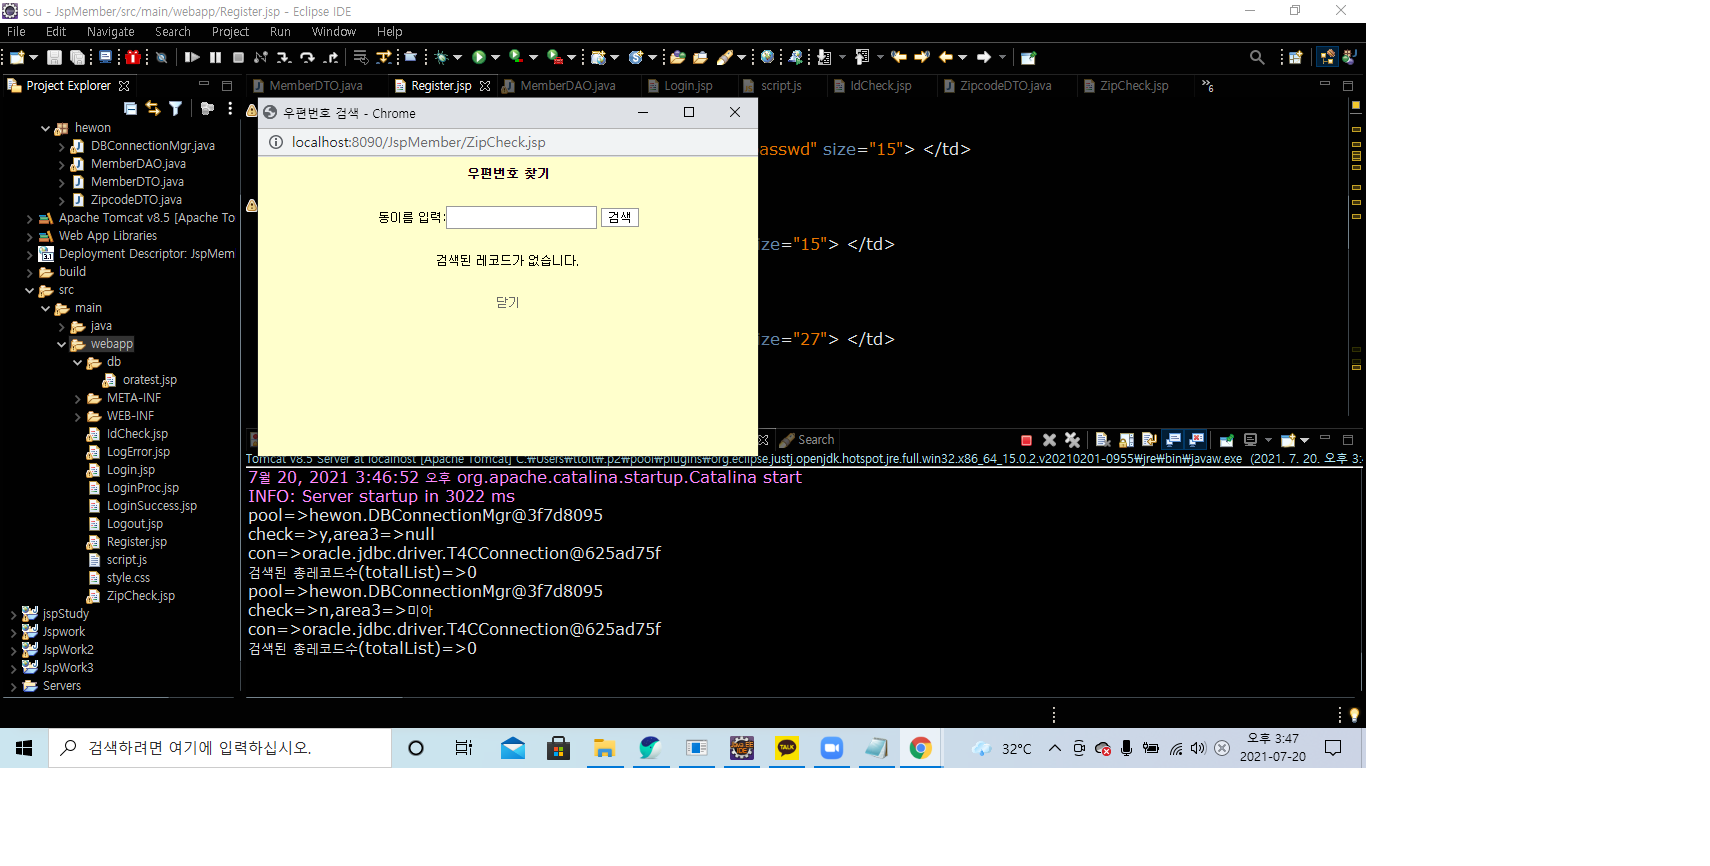 sou - JspMember/src/main/webapp/Register.jsp - Eclipse IDE
File Edit Navigate Search Project Run Window Help
Project Explorer
MemberDTO.java Register.jsp MemberDAO.java Login.jsp script.js IdCheck.jsp ZipcodeDTO.java ZipCheck.jsp »6
hewon
DBConnectionMgr.java
MemberDAO.java
MemberDTO.java
ZipcodeDTO.java
Apache Tomcat v8.5 [Apache To
Web App Libraries
Deployment Descriptor: JspMem
build
src
main
java
webapp
db
oratest.jsp
META-INF
WEB-INF
IdCheck.jsp
LogError.jsp
Login.jsp
LoginProc.jsp
LoginSuccess.jsp
Logout.jsp
Register.jsp
script.js
style.css
ZipCheck.jsp
jspStudy
Jspwork
JspWork2
JspWork3
Servers
우편번호 검색 - Chrome
localhost:8090/JspMember/ZipCheck.jsp
우편번호 찾기
동이름 입력: 검색
검색된 레코드가 없습니다.
닫기
asswd" size="15"> </td>
ize="15"> </td>
ize="27"> </td>
Search
Tomcat v8.5 Server at localhost [Apache Tomcat] C:₩Users₩ttoit₩.p2₩pool₩plugins₩org.eclipse.justj.openjdk.hotspot.jre.full.win32.x86_64_15.0.2.v20210201-0955₩jre₩bin₩javaw.exe (2021. 7. 20. 오후 3:4
7월 20, 2021 3:46:52 오후 org.apache.catalina.startup.Catalina start
INFO: Server startup in 3022 ms
pool=>hewon.DBConnectionMgr@3f7d8095
check=>y,area3=>null
con=>oracle.jdbc.driver.T4CConnection@625ad75f
검색된 총레코드수(totalList)=>0
pool=>hewon.DBConnectionMgr@3f7d8095
check=>n,area3=>미아
con=>oracle.jdbc.driver.T4CConnection@625ad75f
검색된 총레코드수(totalList)=>0
검색하려면 여기에 입력하십시오.
TALK
32°C
오후 3:47
2021-07-20